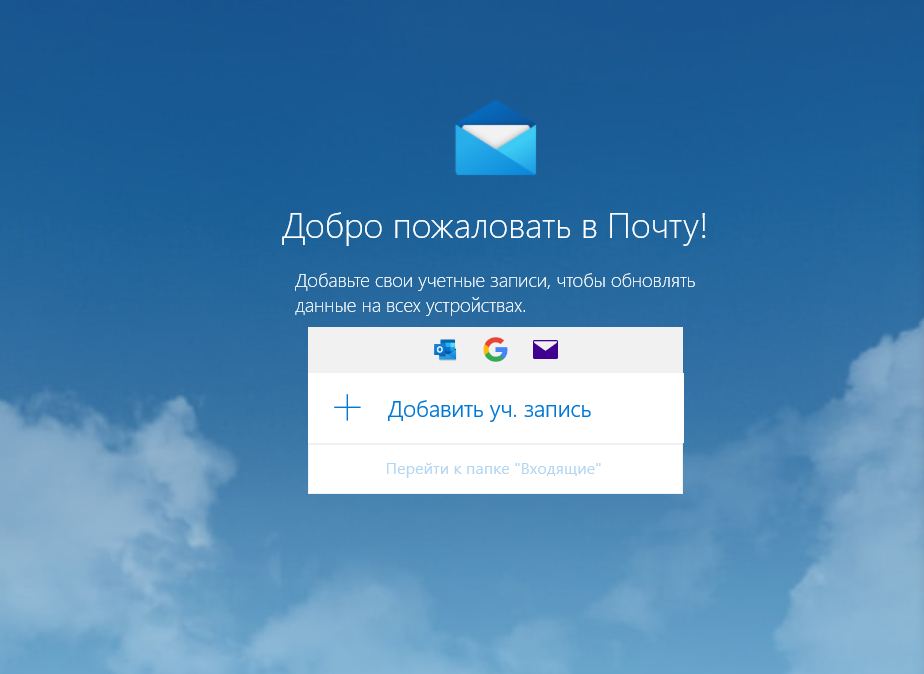 Добро пожаловать в Почту!
Добавьте свои учетные записи, чтобы обновлять
данные на всех устройствах.
Добавить уч. запись
Перейти к папке "Входящие"